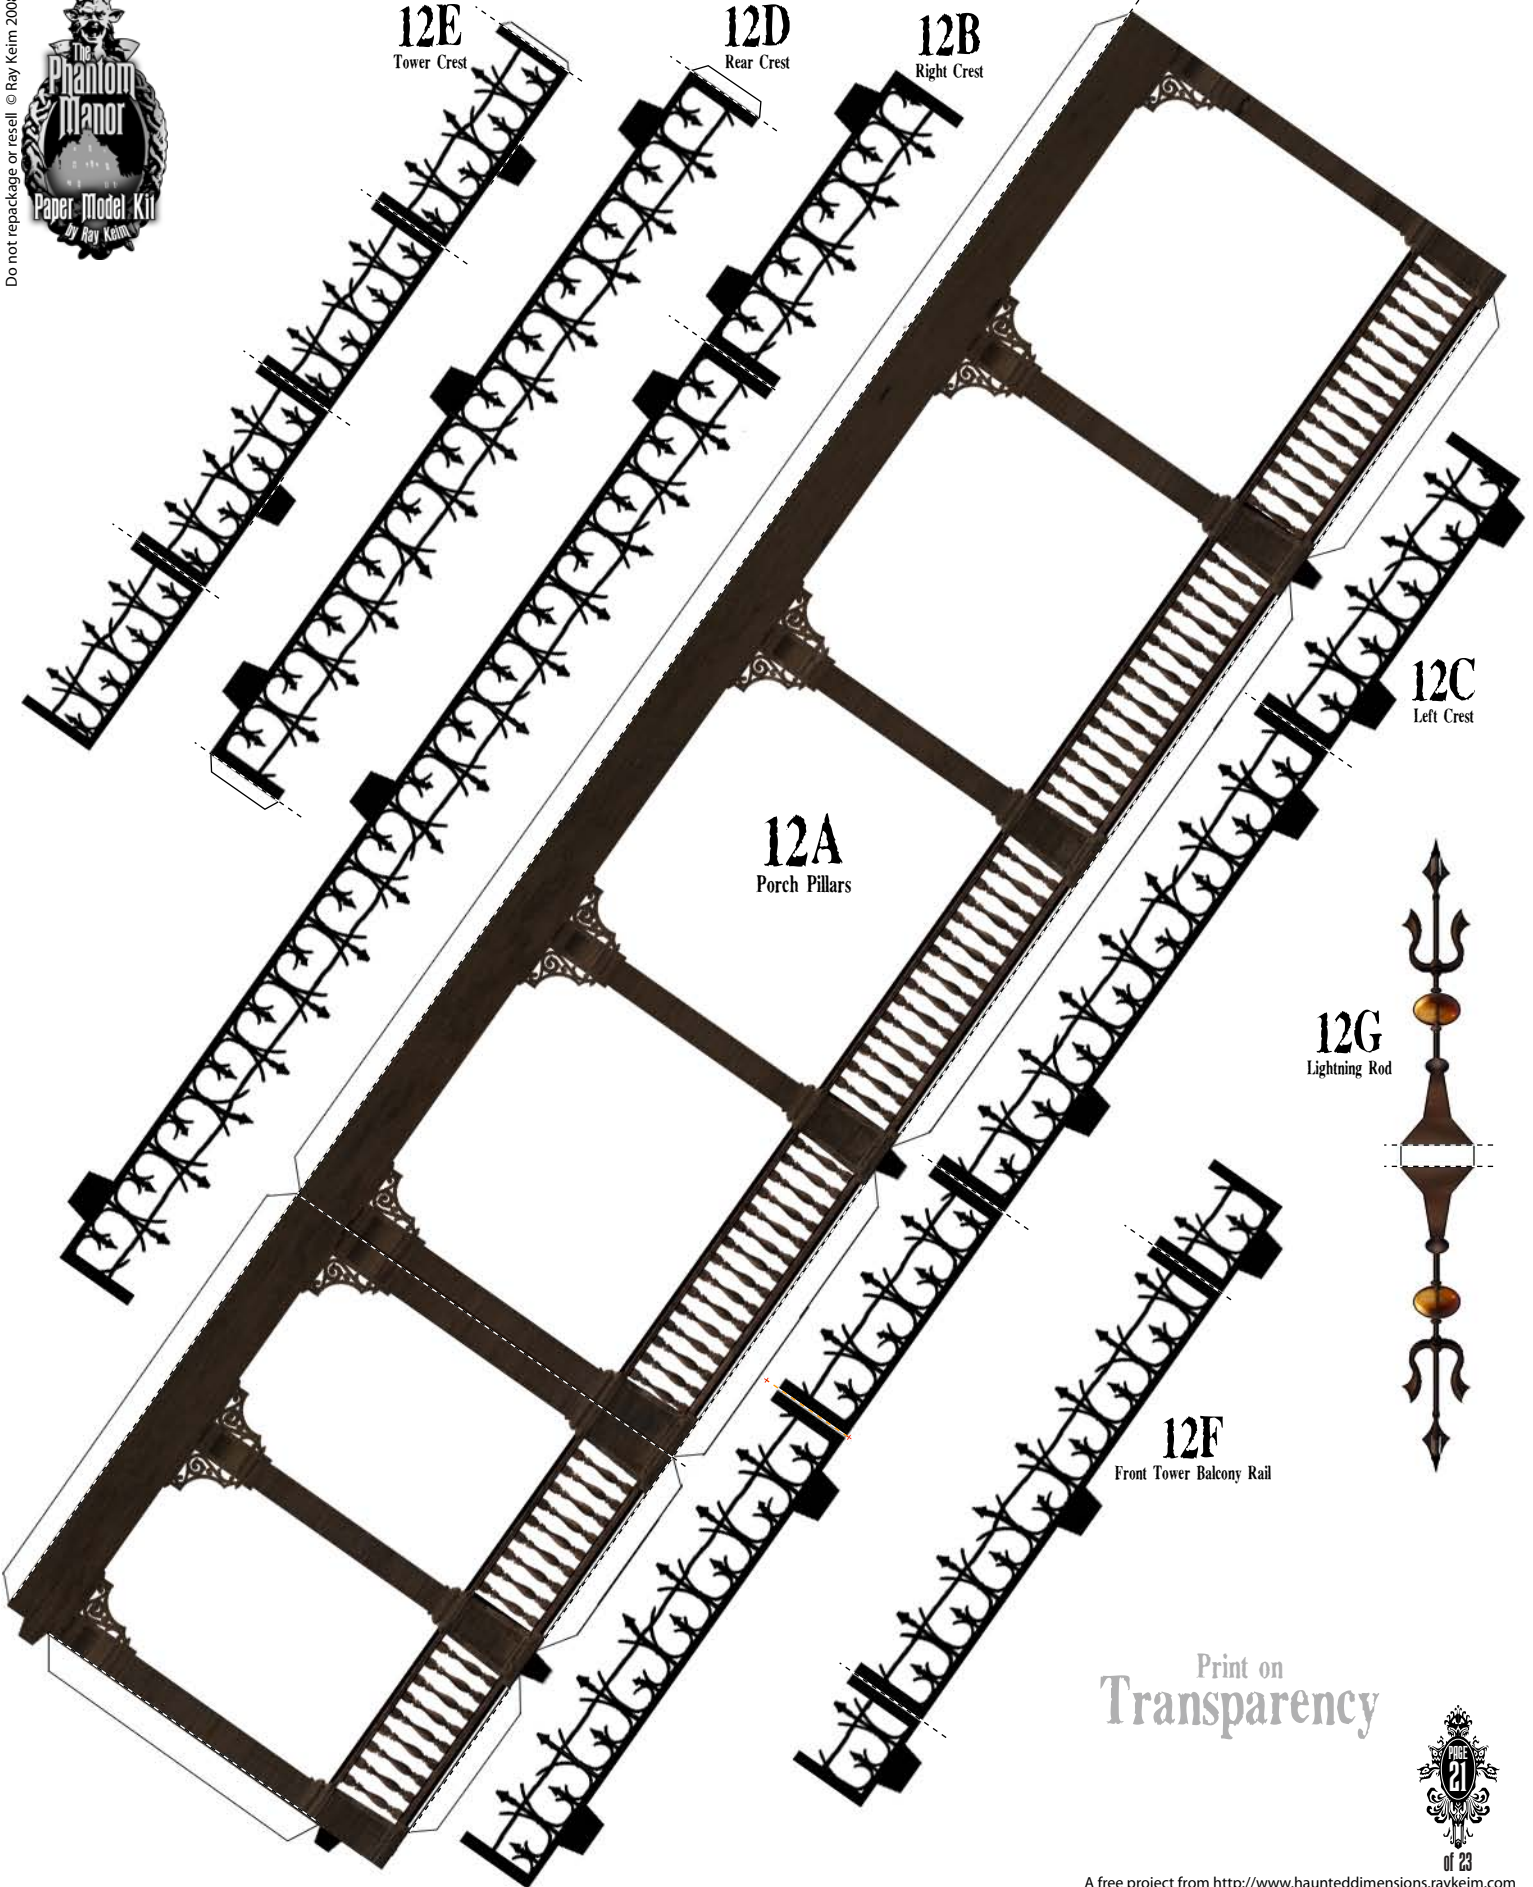 Do not repackage or resell © Ray Keim 2008
The
Phantom
Manor
Paper Model Kit
by Ray Keim
12E
Tower Crest
12D
Rear Crest
12B
Right Crest
12C
Left Crest
12A
Porch Pillars
12G
Lightning Rod
12F
Front Tower Balcony Rail
Print on
Transparency
PAGE
21
of 23
A free project from http://www.haunteddimensions.raykeim.com